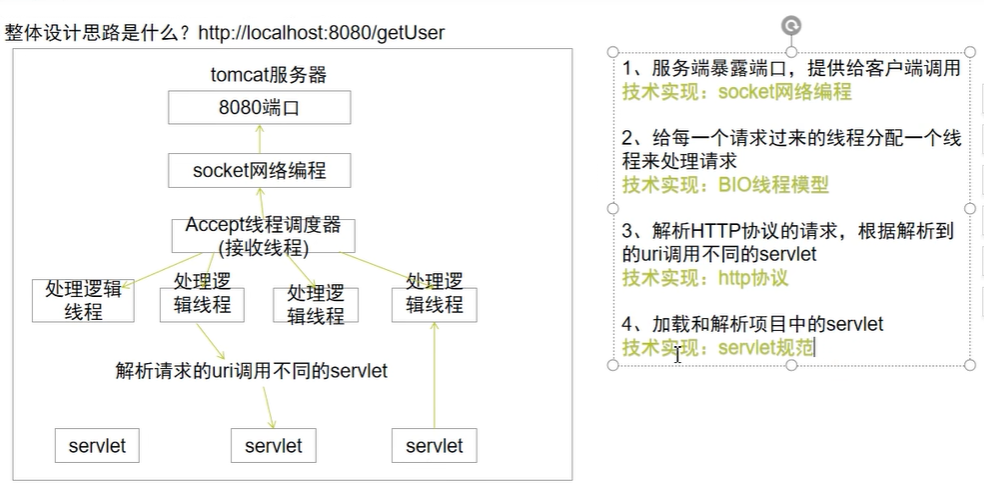 整体设计思路是什么？http://localhost:8080/getUser
tomcat服务器
8080端口
socket网络编程
Accept线程调度器
(接收线程)
处理逻辑
线程
处理逻
辑线程
处理逻
辑线程
处理逻
辑线程
解析请求的uri调用不同的servlet
servlet
servlet
servlet
1、服务端暴露端口，提供给客户端调用
技术实现：socket网络编程
2、给每一个请求过来的线程分配一个线
程来处理请求
技术实现：BIO线程模型
3、解析HTTP协议的请求，根据解析到
的uri调用不同的servlet
技术实现：http协议
4、加载和解析项目中的servlet
技术实现：servlet规范